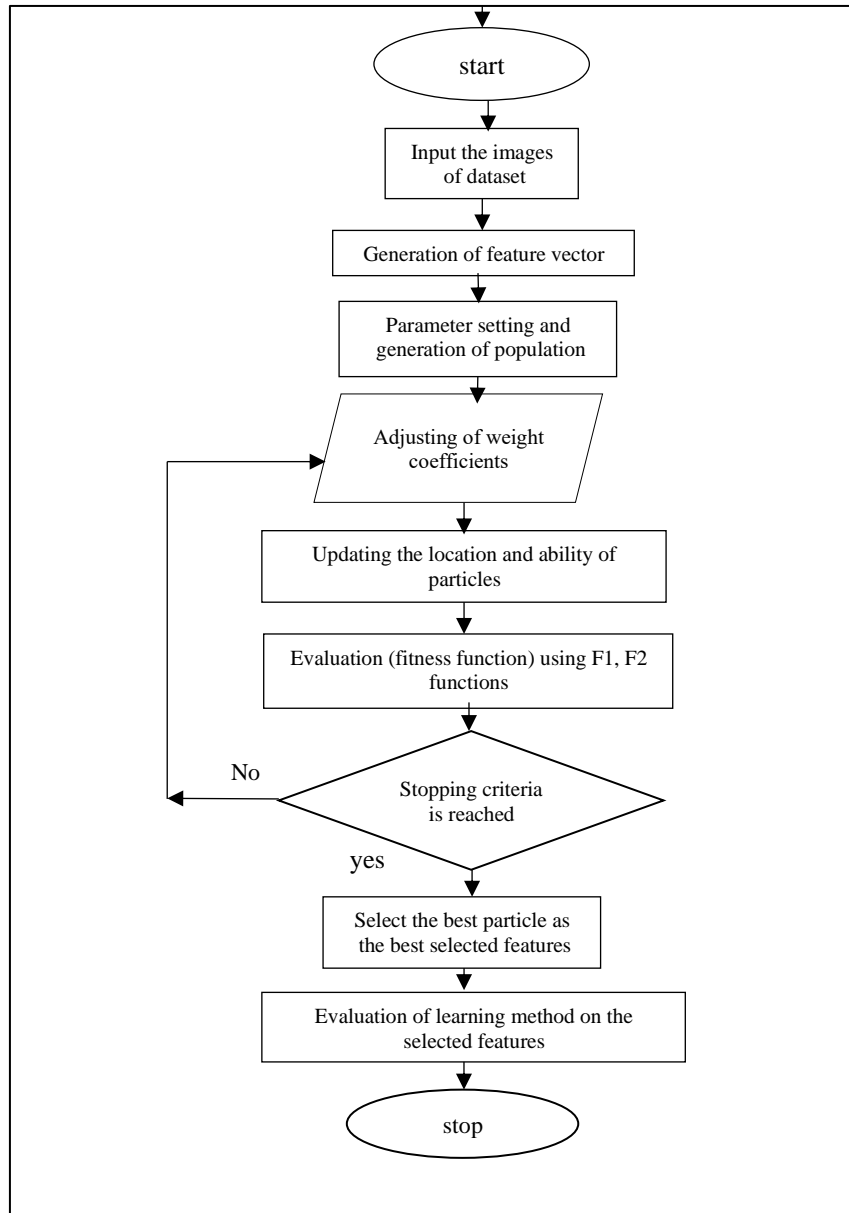 start
Input the images
of dataset
Generation of feature vector
Parameter setting and
generation of population
Adjusting of weight
coefficients
Updating the location and ability of
particles
Evaluation (fitness function) using F1, F2
functions
No
Stopping criteria
is reached
yes
Select the best particle as
the best selected features
Evaluation of learning method on the
selected features
stop